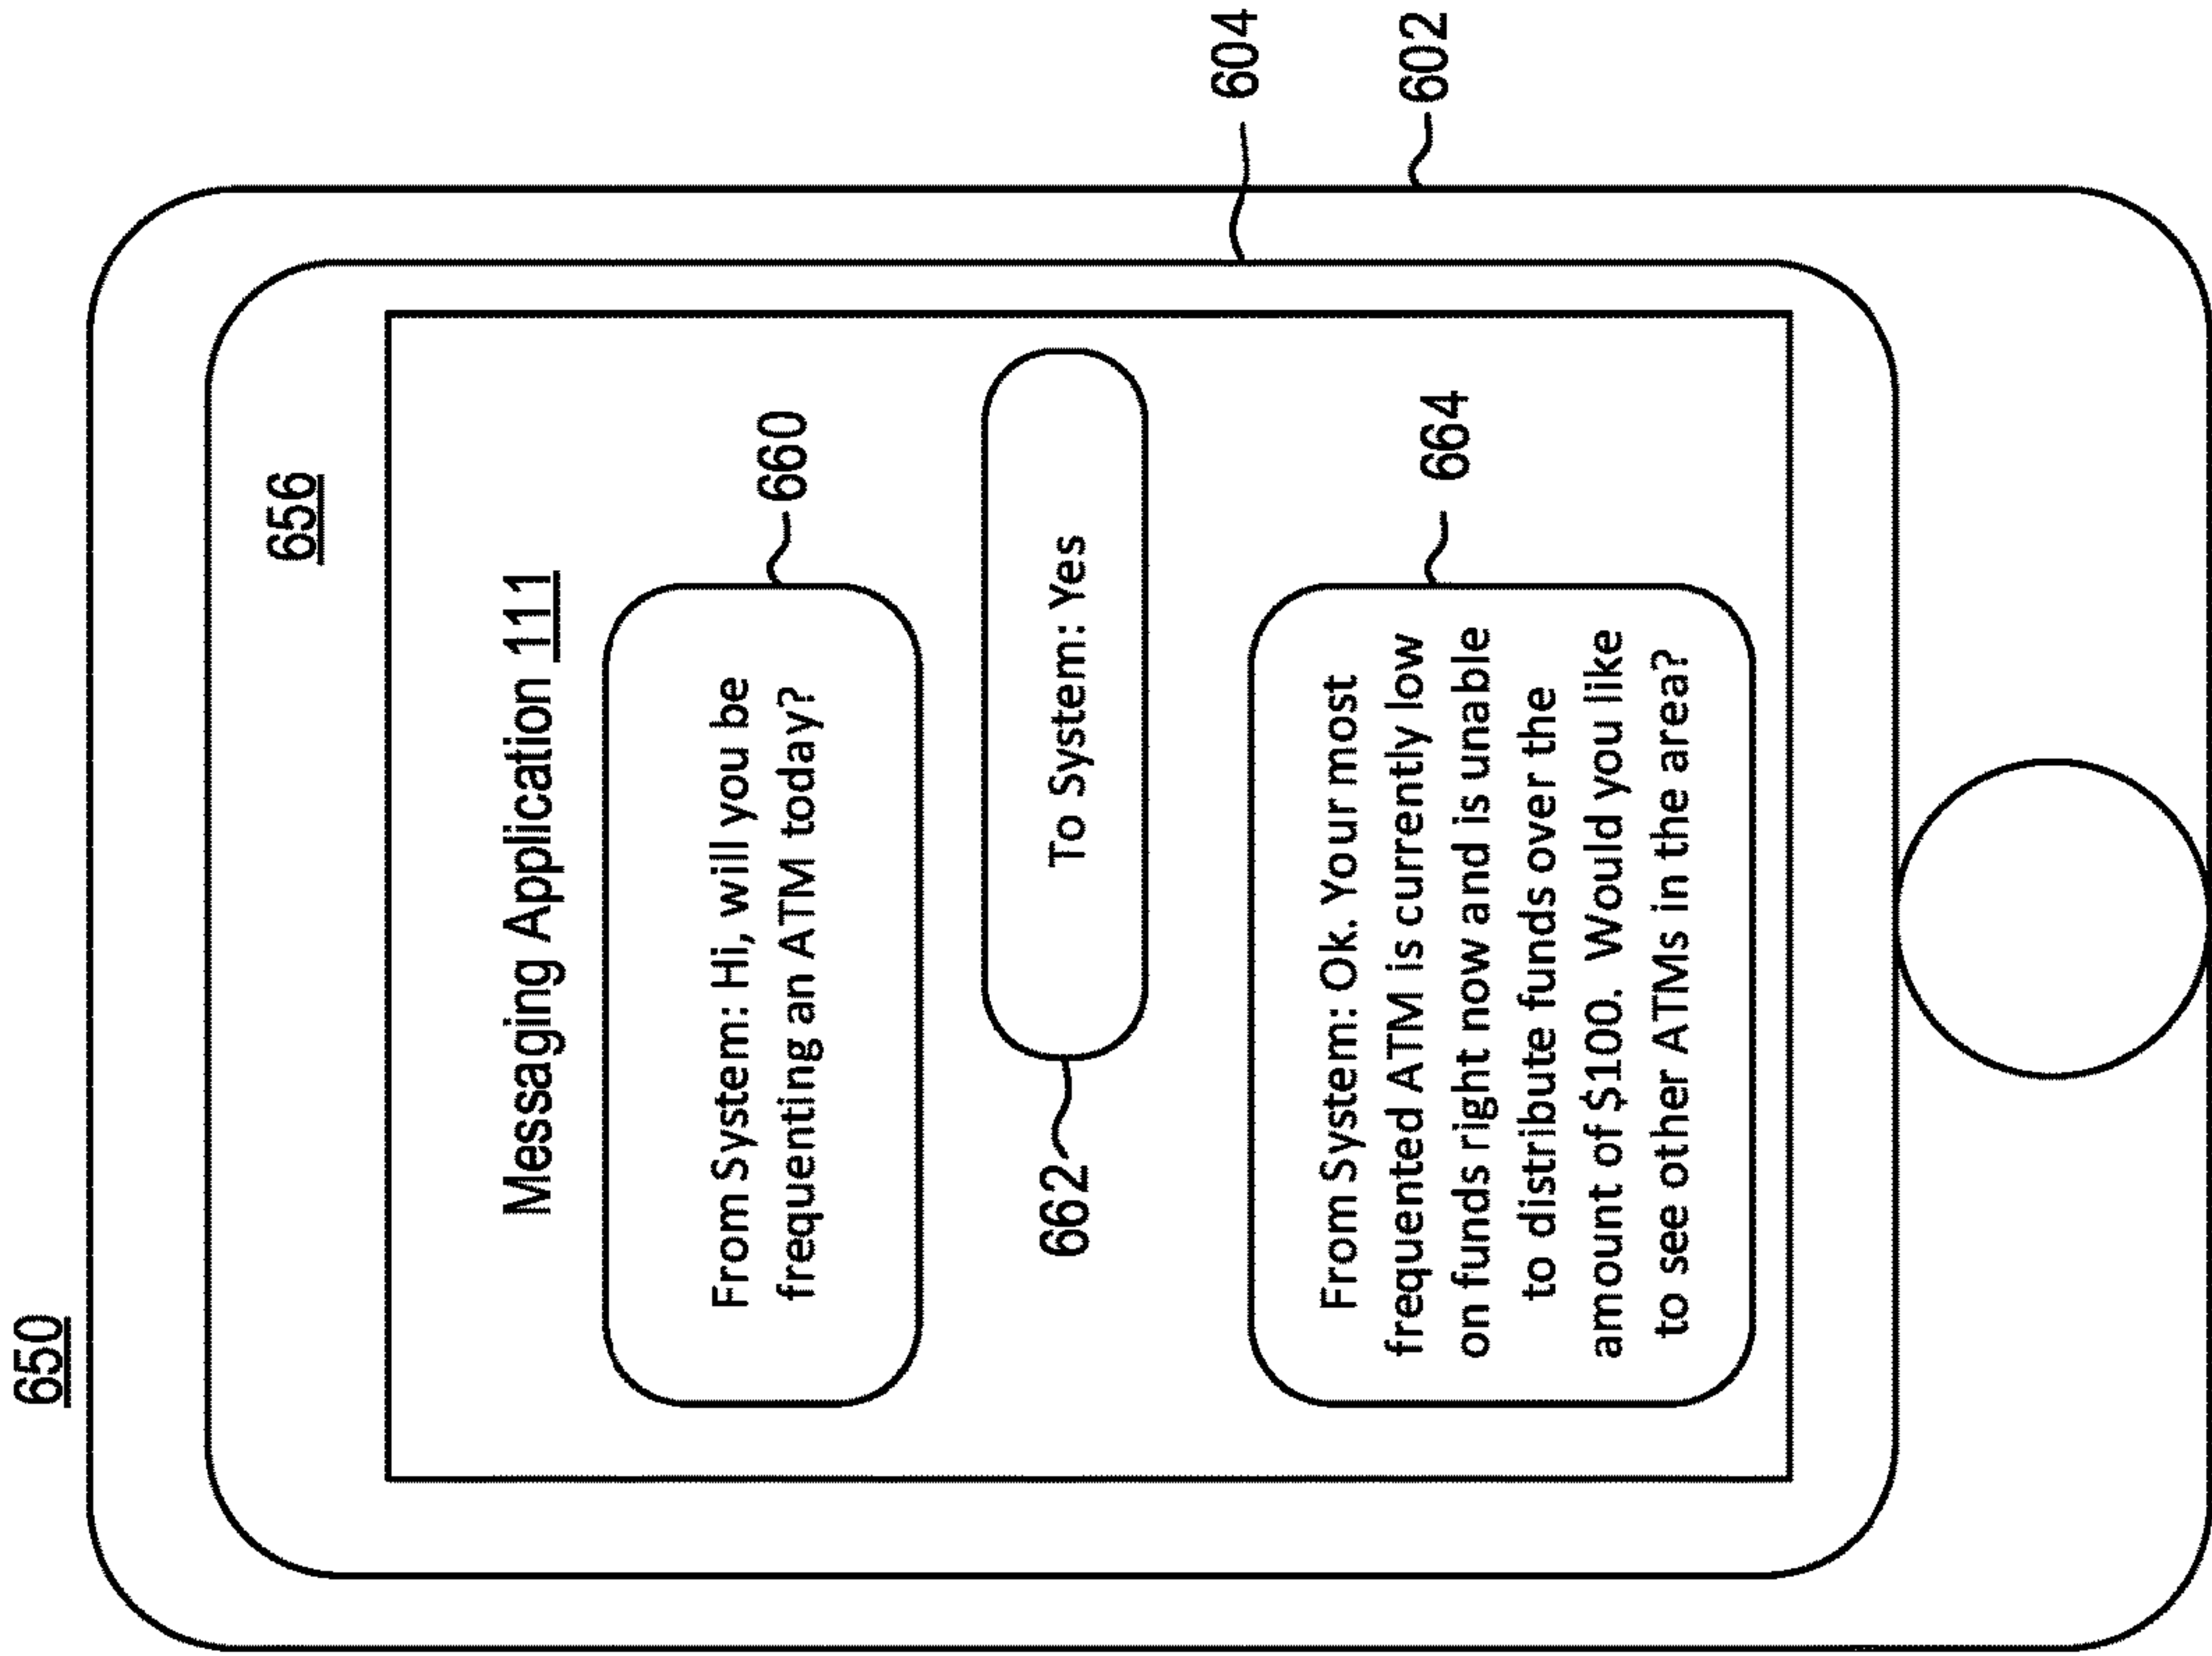 650
656
604
602
Messaging Application 111
660
From System: Hi, will you be
frequenting an ATM today?
662
To System: Yes
664
From System: Ok. Your most
frequented ATM is currently low
on funds right now and is unable
to distribute funds over the
amount of $100. Would you like
to see other ATMs in the area?